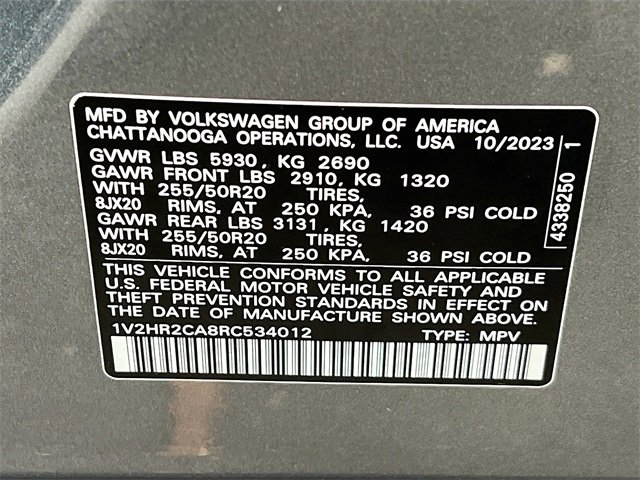 MFD BY VOLKSWAGEN GROUP OF AMERICA
CHATTANOOGA OPERATIONS, LLC. USA 10/2023
GVWR LBS 5930, KG 2690
GAWR FRONT LBS 2910, KG 1320
WITH 255/50R20 TIRES,
8JX20 RIMS, AT 250 KPA, 36 PSI COLD
GAWR REAR LBS 3131, KG 1420
WITH 255/50R20 TIRES,
8JX20 RIMS, AT 250 KPA, 36 PSI COLD
THIS VEHICLE CONFORMS TO ALL APPLICABLE
U.S. FEDERAL MOTOR VEHICLE SAFETY AND
THEFT PREVENTION STANDARDS IN EFFECT ON
THE DATE OF MANUFACTURE SHOWN ABOVE.
1V2HR2CA8RC534012 TYPE: MPV
4338250 1